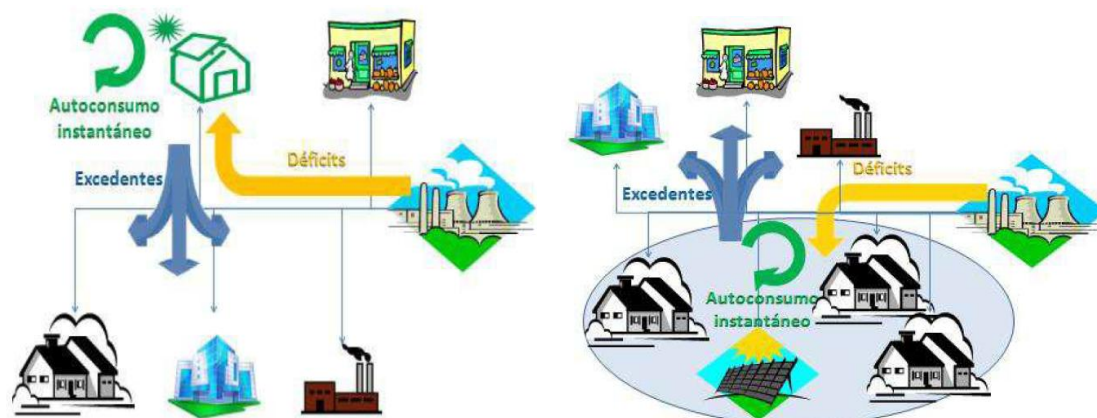 Autoconsumo
instantáneo
Déficits
Excedentes
Excedentes
Déficits
Autoconsumo
instantáneo